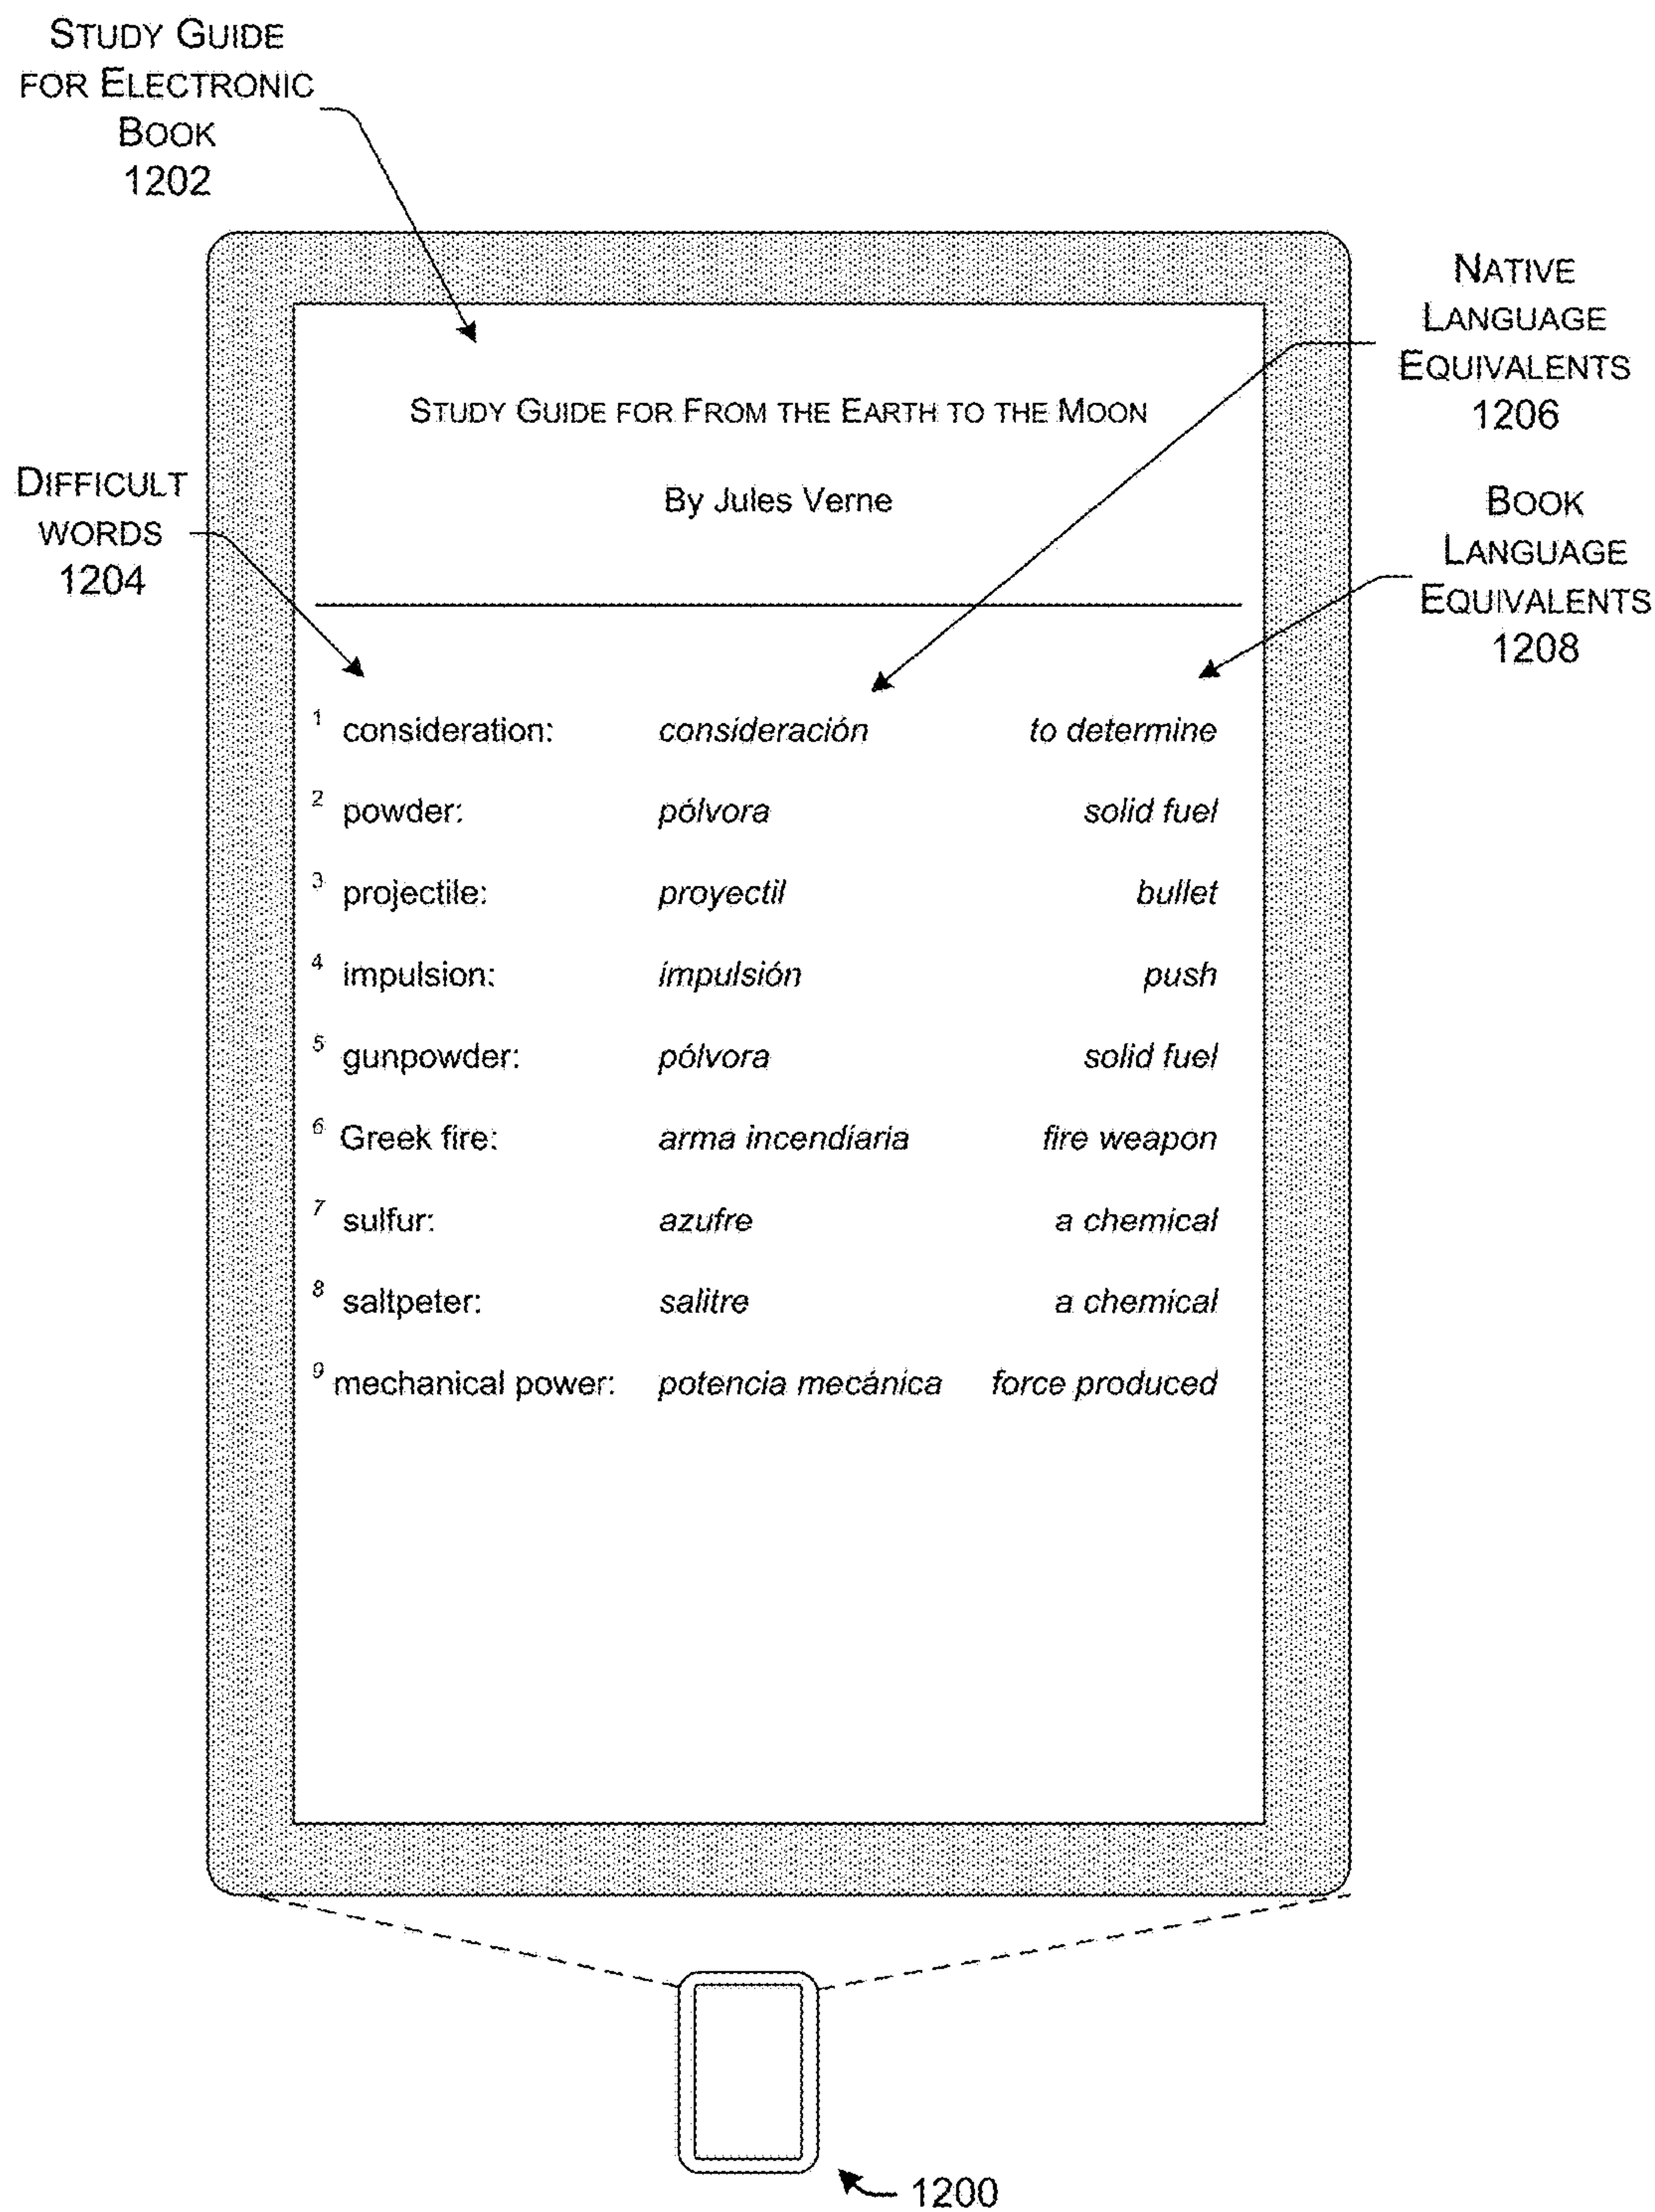 STUDY GUIDE
FOR ELECTRONIC
BOOK
1202
NATIVE
LANGUAGE
EQUIVALENTS
1206
STUDY GUIDE FOR FROM THE EARTH TO THE MOON
DIFFICULT
WORDS
1204
By Jules Verne
BOOK
LANGUAGE
EQUIVALENTS
1208
1 consideration: consideración to determine
2 powder: pólvora solid fuel
3 projectile: proyectil bullet
4 impulsion: impulsión push
5 gunpowder: pólvora solid fuel
6 Greek fire: arma incendiaria fire weapon
7 sulfur: azufre a chemical
8 saltpeter: salitre a chemical
9 mechanical power: potencia mecánica force produced
1200